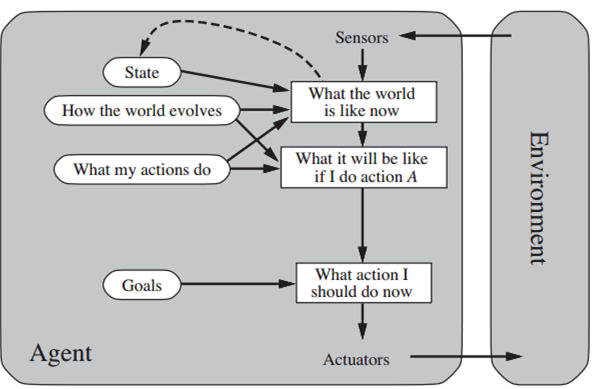 Sensors
State
What the world
is like now
How the world evolves
What it will be like
if I do action A
What my actions do
Environment
What action I
should do now
Goals
Agent
Actuators